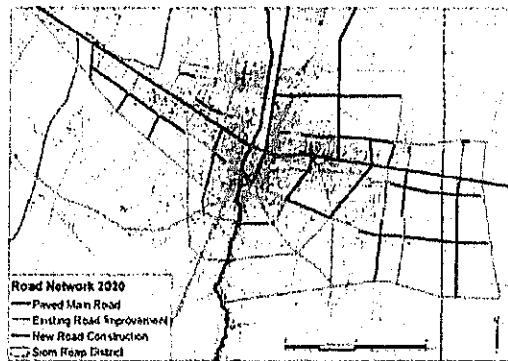 Road Network 2020
Paved Main Road
Existing Road Improvement
New Road Construction
Siem Reap District